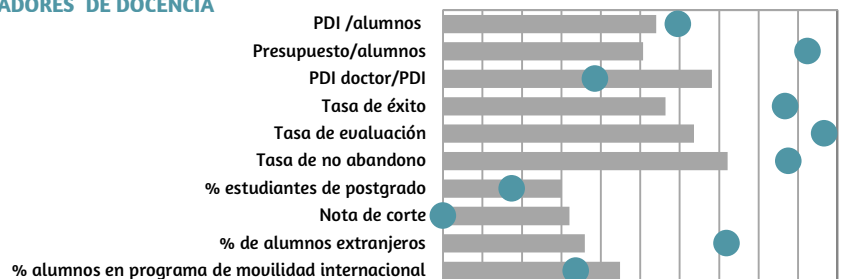 ADORES DE DOCENCIA
PDI /alumnos
Presupuesto/alumnos
PDI doctor/PDI
Tasa de éxito
Tasa de evaluación
Tasa de no abandono
% estudiantes de postgrado
Nota de corte
% de alumnos extranjeros
% alumnos en programa de movilidad internacional